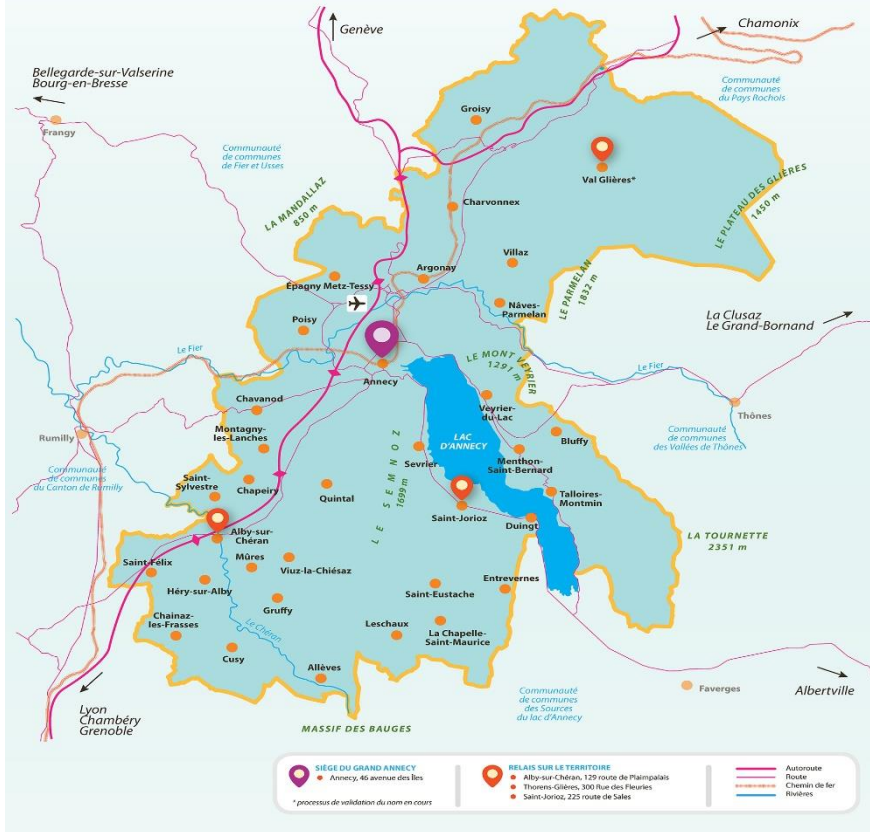 Genève
Chamonix
Bellegarde-sur-Valserine
Bourg-en-Bresse
Communauté
de communes
du Pays Rochois
Groisy
Frangy
Communauté
de communes
de Fier et Usses
Val Glières*
LE PLATEAU DES GLIÈRES
1450 m
LA MANDALLAZ
850 m
Charvonnex
Villaz
Argonay
Épagny Metz-Tessy
LE PARMELAN
1832 m
Nâves-
Parmelan
La Clusaz
Le Grand-Bornand
Poisy
Le Fier
LE MONT VEYRIER
1291 m
Le Fier
Annecy
Chavanod
Veyrier-
du-Lac
Thônes
Montagny-
les-Lanches
LAC
D'ANNECY
Bluffy
Communauté
de communes
des Vallées de Thônes
Rumilly
Sevrier
Menthon-
Saint-Bernard
Communauté
de communes
du Canton de Rumilly
Saint-
Sylvestre
Chapeiry
Quintal
LE SEMNOZ
1699 m
Talloires-
Montmin
Saint-Jorioz
Duingt
Alby-sur-
Chéran
LA TOURNETTE
2351 m
Saint-Félix
Mûres
Viuz-la-Chiésaz
Héry-sur-Alby
Entrevernes
Saint-Eustache
Gruffy
Chainaz-
les-Frasses
Le Chéran
Leschaux
La Chapelle-
Saint-Maurice
Cusy
Allèves
Faverges
Albertville
Communauté
de communes
des Sources
du lac d'Annecy
Lyon
Chambéry
Grenoble
MASSIF DES BAUGES
SIÈGE DU GRAND ANNECY
Annecy, 46 avenue des Îles
* processus de validation du nom en cours
RELAIS SUR LE TERRITOIRE
Alby-sur-Chéran, 129 route de Plaimpalais
Thorens-Glières, 300 Rue des Fleuries
Saint-Jorioz, 225 route de Sales
Autoroute
Route
Chemin de fer
Rivières